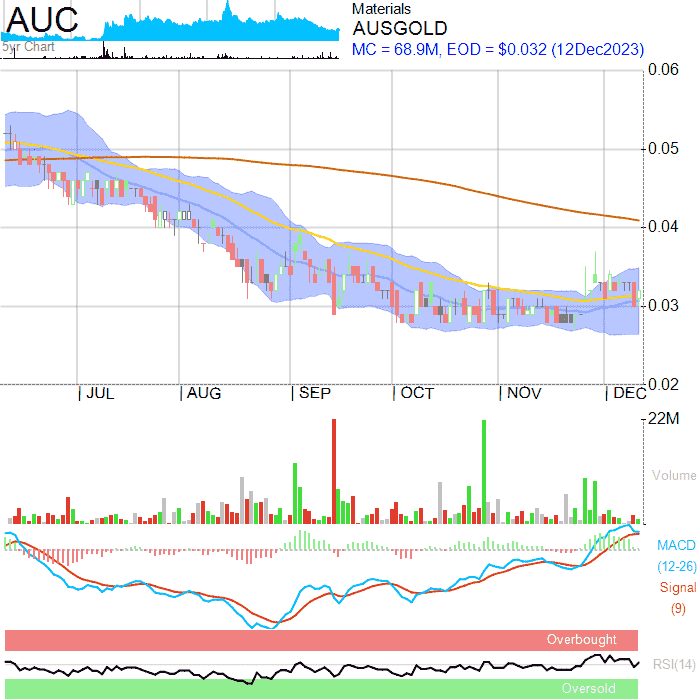 AUC
5yr Chart
Materials
AUSGOLD
MC = 68.9M, EOD = $0.032 (12Dec2023)
0.06
0.05
0.04
0.03
0.02
JUL AUG SEP OCT NOV DEC
22M
Volume
MACD
(12-26)
Signal
(9)
Overbought
RSI(14)
Oversold